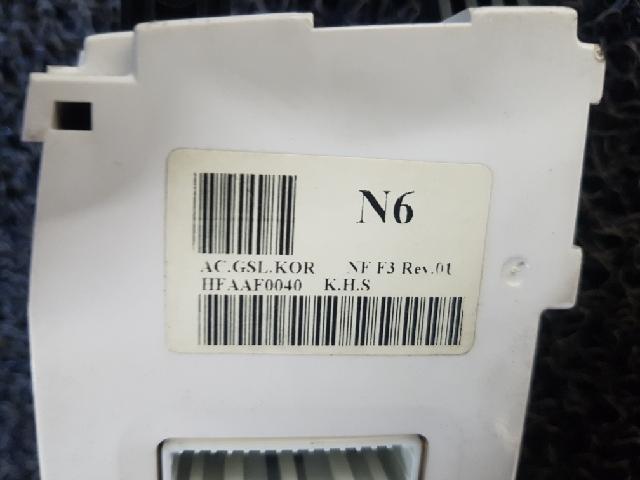 N6
AC.GSL.KOR NF F3 Rev.01
HFAAF0040 K.H.S